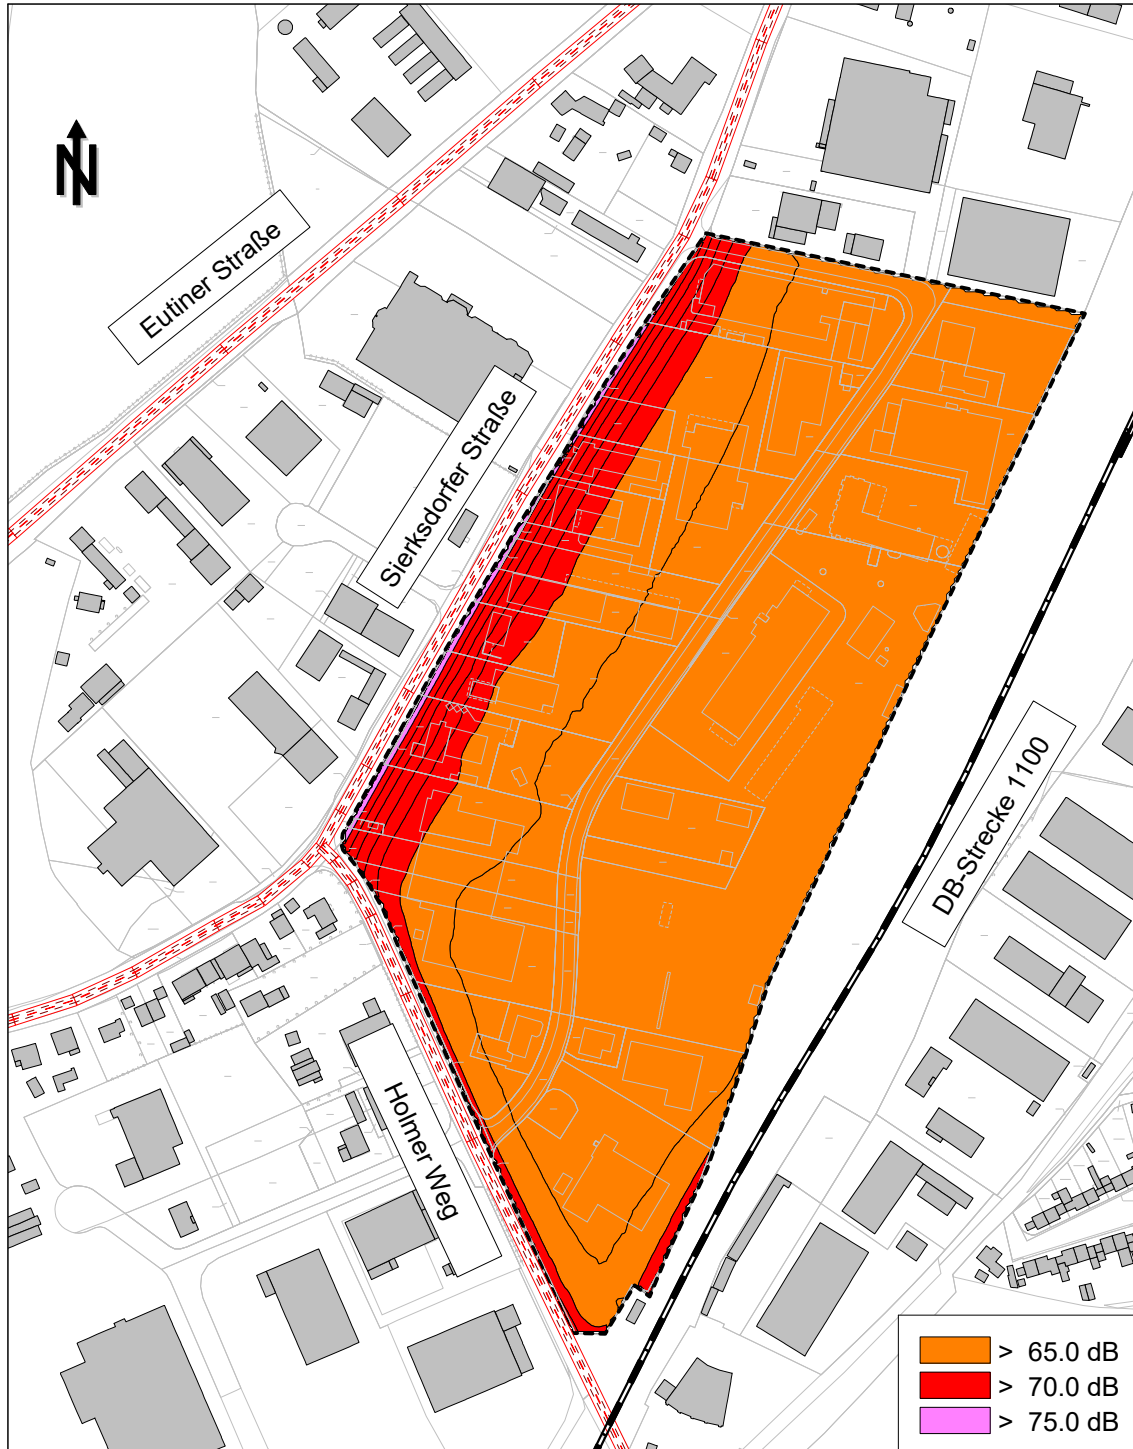 N
Eutiner Straße
Sierksdorfer Straße
DB-Strecke 1100
Holmer Weg
> 65.0 dB
> 70.0 dB
> 75.0 dB